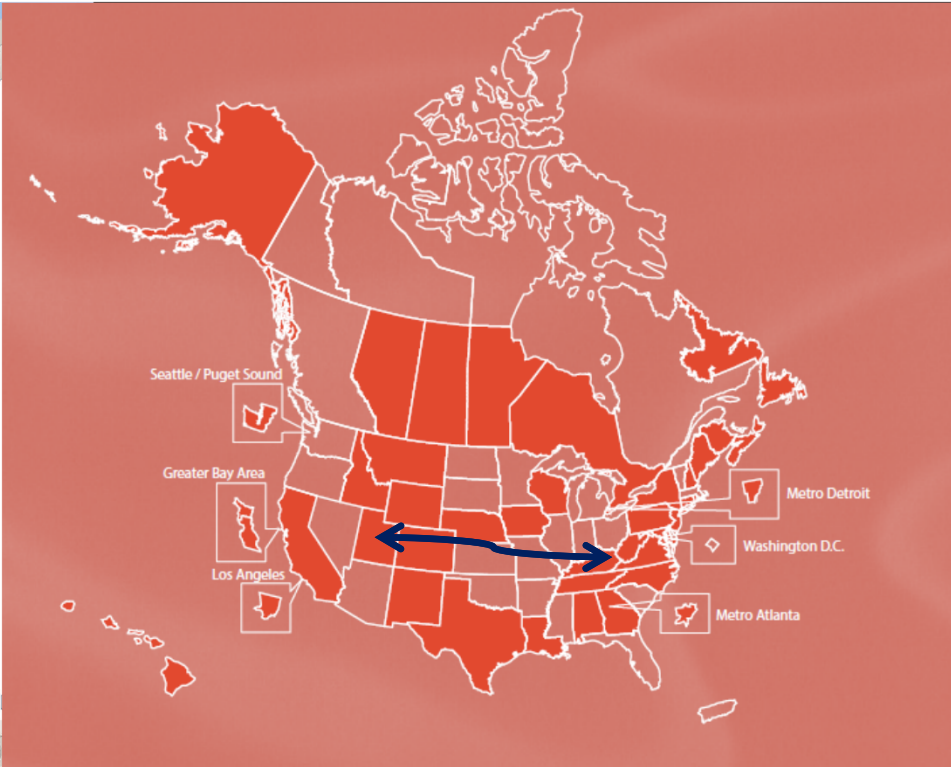 Seattle / Puget Sound
Greater Bay Area
Metro Detroit
Washington D.C.
Los Angeles
Metro Atlanta